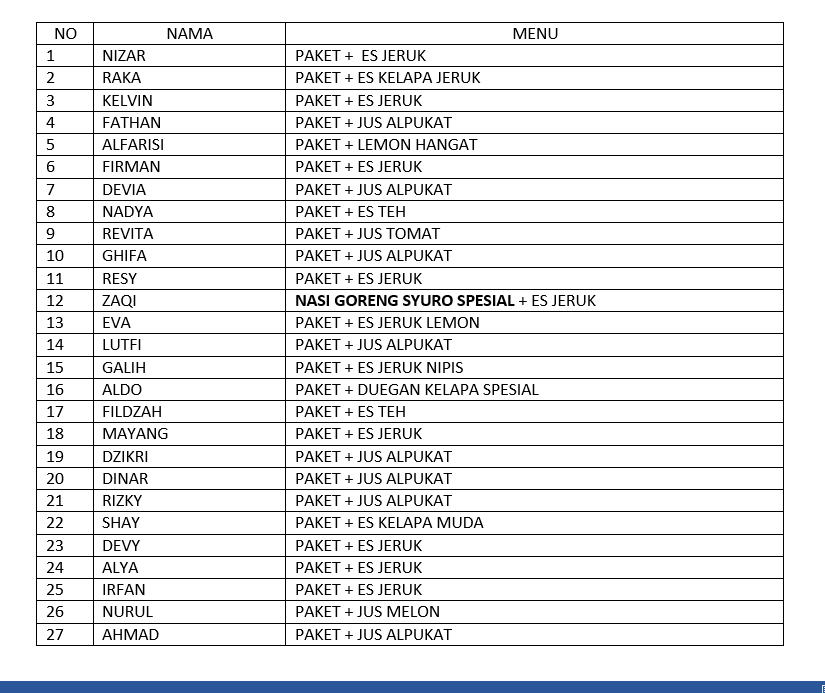 NO NAMA MENU
1 NIZAR PAKET + ES JERUK
2 RAKA PAKET + ES KELAPA JERUK
3 KELVIN PAKET + ES JERUK
4 FATHAN PAKET + JUS ALPUKAT
5 ALFARISI PAKET + LEMON HANGAT
6 FIRMAN PAKET + ES JERUK
7 DEVIA PAKET + JUS ALPUKAT
8 NADYA PAKET + ES TEH
9 REVITA PAKET + JUS TOMAT
10 GHIFA PAKET + JUS ALPUKAT
11 RESY PAKET + ES JERUK
12 ZAQI NASI GORENG SYURO SPESIAL + ES JERUK
13 EVA PAKET + ES JERUK LEMON
14 LUTFI PAKET + JUS ALPUKAT
15 GALIH PAKET + ES JERUK NIPIS
16 ALDO PAKET + DUEGAN KELAPA SPESIAL
17 FILDZAH PAKET + ES TEH
18 MAYANG PAKET + ES JERUK
19 DZIKRI PAKET + JUS ALPUKAT
20 DINAR PAKET + JUS ALPUKAT
21 RIZKY PAKET + JUS ALPUKAT
22 SHAY PAKET + ES KELAPA MUDA
23 DEVY PAKET + ES JERUK
24 ALYA PAKET + ES JERUK
25 IRFAN PAKET + ES JERUK
26 NURUL PAKET + JUS MELON
27 AHMAD PAKET + JUS ALPUKAT